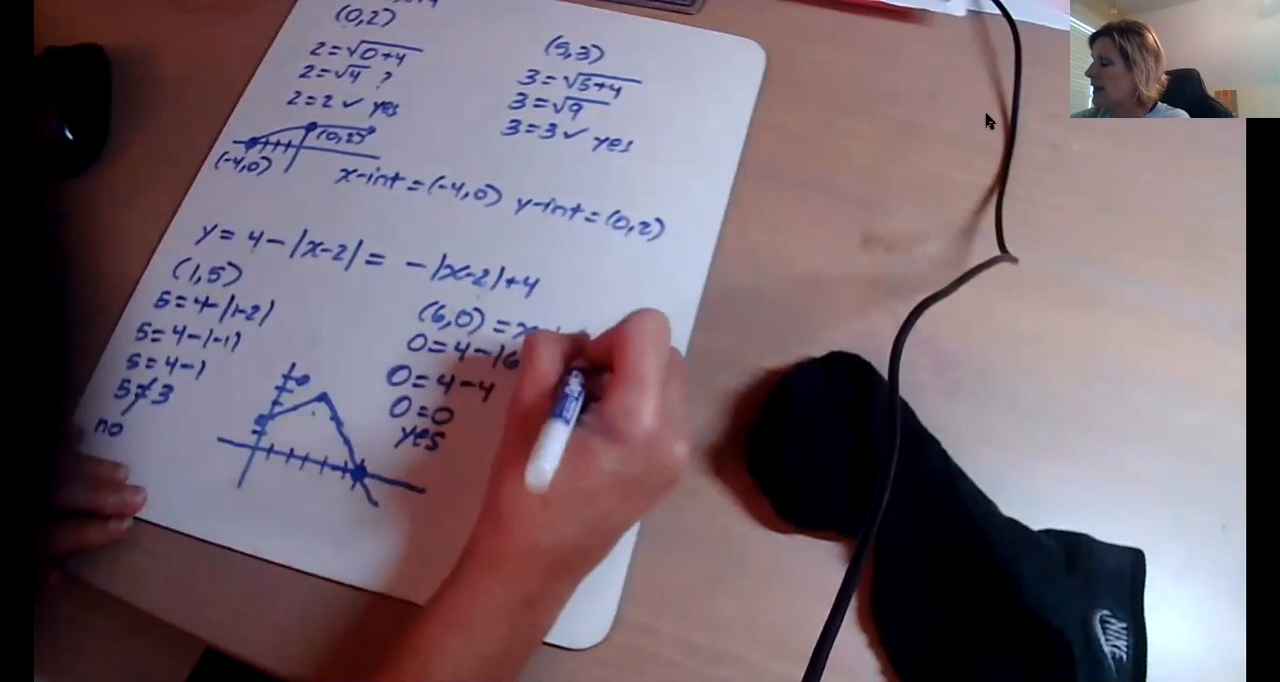 (0,2)
2=√0+4
2=√4 ?
2=2✓ yes
(5,3)
3=√5+4
3=√9
3=3✓ yes
(0,2)
(-4,0)
x-int=(-4,0) y-int=(0,2)
y= 4-|x-2|= -|x-2|+4
(1,5)
5=4-|1-2|
5=4-|-1|
5=4-1
5≠3
no
(6,0)=x-
0=4-|6
0=4-4
0=0
yes
NIKE